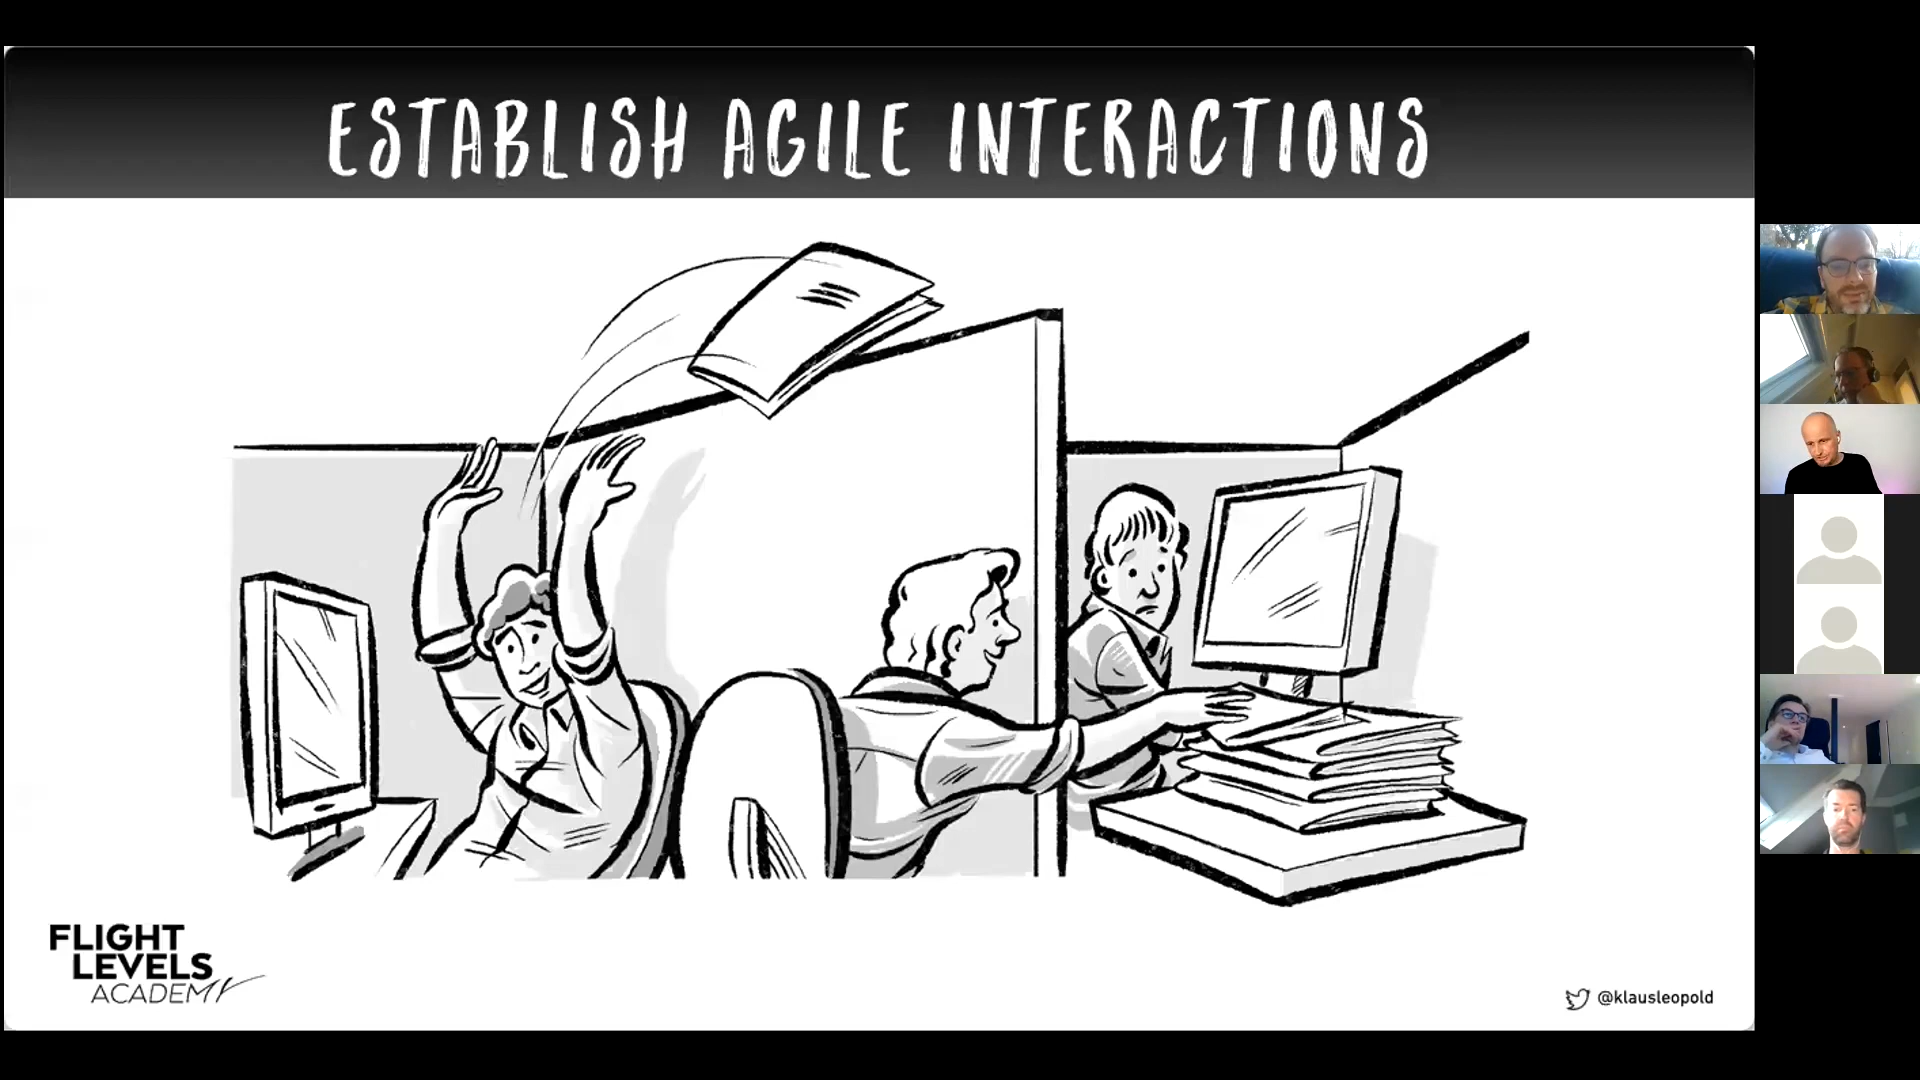 ESTABLISH AGILE INTERACTIONS
FLIGHT
LEVELS
ACADEMY
@klausleopold